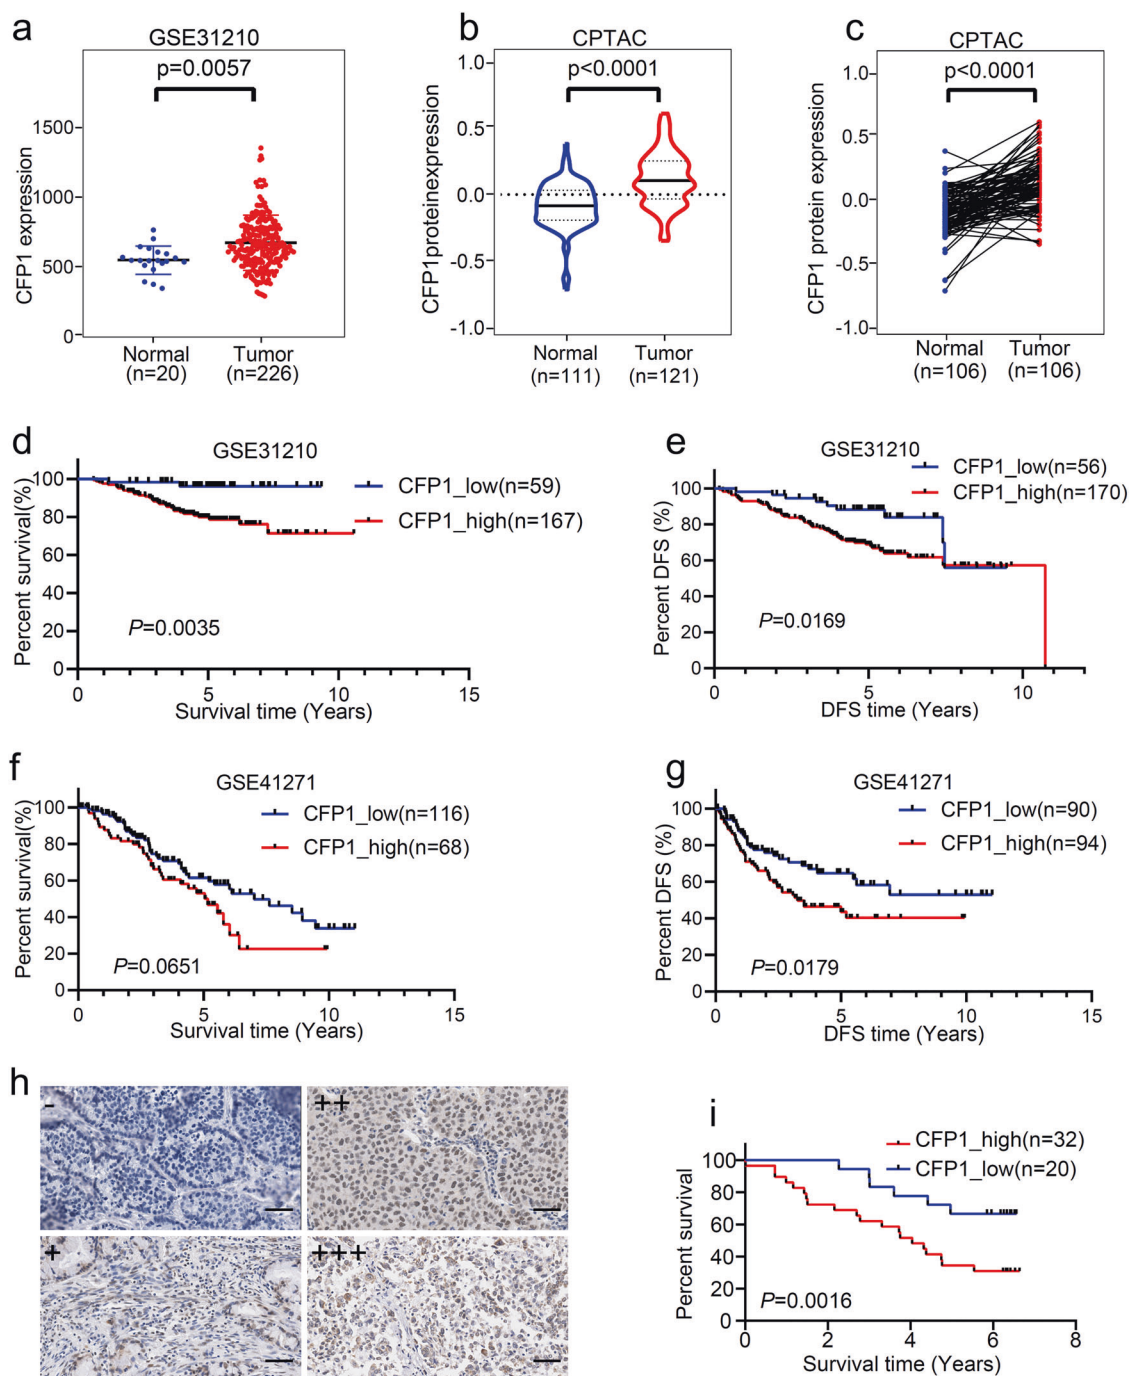 a
GSE31210
p=0.0057
CFP1 expression
1500
1000
500
0
Normal
(n=20)
Tumor
(n=226)
b
CPTAC
p<0.0001
CFP1proteinexpression
1.0
0.5
0.0
-0.5
-1.0
Normal
(n=111)
Tumor
(n=121)
c
CPTAC
p<0.0001
CFP1 protein expression
1.0
0.5
0.0
-0.5
-1.0
Normal
(n=106)
Tumor
(n=106)
d
GSE31210
Percent survival(%)
100
80
60
80
40
20
0
0 5 10 15
Survival time (Years)
CFP1_low(n=59)
CFP1_high(n=167)
P=0.0035
e
GSE31210
Percent DFS (%)
100
80
60
40
20
0
0 5 10
DFS time (Years)
CFP1_low(n=56)
CFP1_high(n=170)
P=0.0169
f
GSE41271
Percent survival(%)
100
80
60
40
20
0
0 5 10 15
Survival time (Years)
CFP1_low(n=116)
CFP1_high(n=68)
P=0.0651
g
GSE41271
Percent DFS (%)
100
80
60
40
20
0
0 5 10 15
DFS time (Years)
CFP1_low(n=90)
CFP1_high(n=94)
P=0.0179
h
-
++
+
+++
i
CFP1_high(n=32)
CFP1_low(n=20)
Percent survival
100
80
60
40
20
0
0 2 4 6 8
Survival time (Years)
P=0.0016